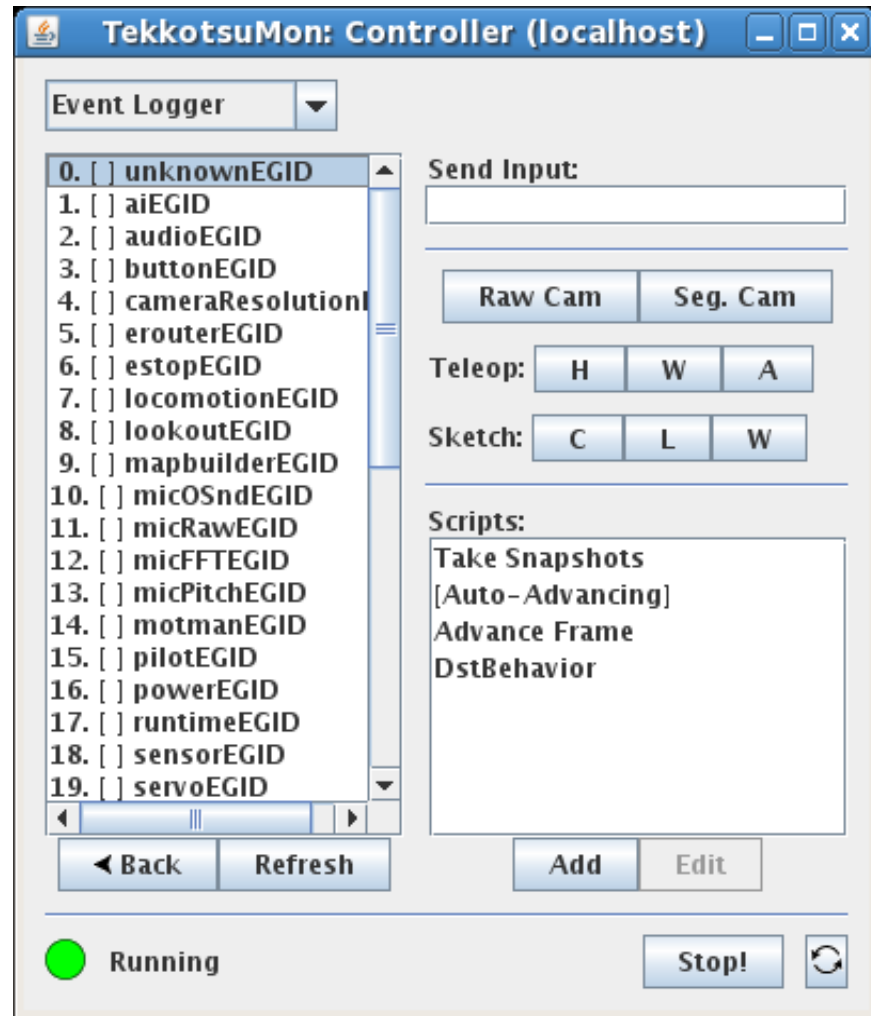 TekkotsuMon: Controller (localhost)
Event Logger
0. [ ] unknownEGID
1. [ ] aiEGID
2. [ ] audioEGID
3. [ ] buttonEGID
4. [ ] cameraResolution
5. [ ] erouterEGID
6. [ ] estopEGID
7. [ ] locomotionEGID
8. [ ] lookoutEGID
9. [ ] mapbuilderEGID
10. [ ] micOSndEGID
11. [ ] micRawEGID
12. [ ] micFFTEGID
13. [ ] micPitchEGID
14. [ ] motmanEGID
15. [ ] pilotEGID
16. [ ] powerEGID
17. [ ] runtimeEGID
18. [ ] sensorEGID
19. [ ] servoEGID
Back Refresh
Send Input:
Raw Cam Seg. Cam
Teleop: H W A
Sketch: C L W
Scripts:
Take Snapshots
[Auto-Advancing]
Advance Frame
DstBehavior
Add Edit
Running Stop!